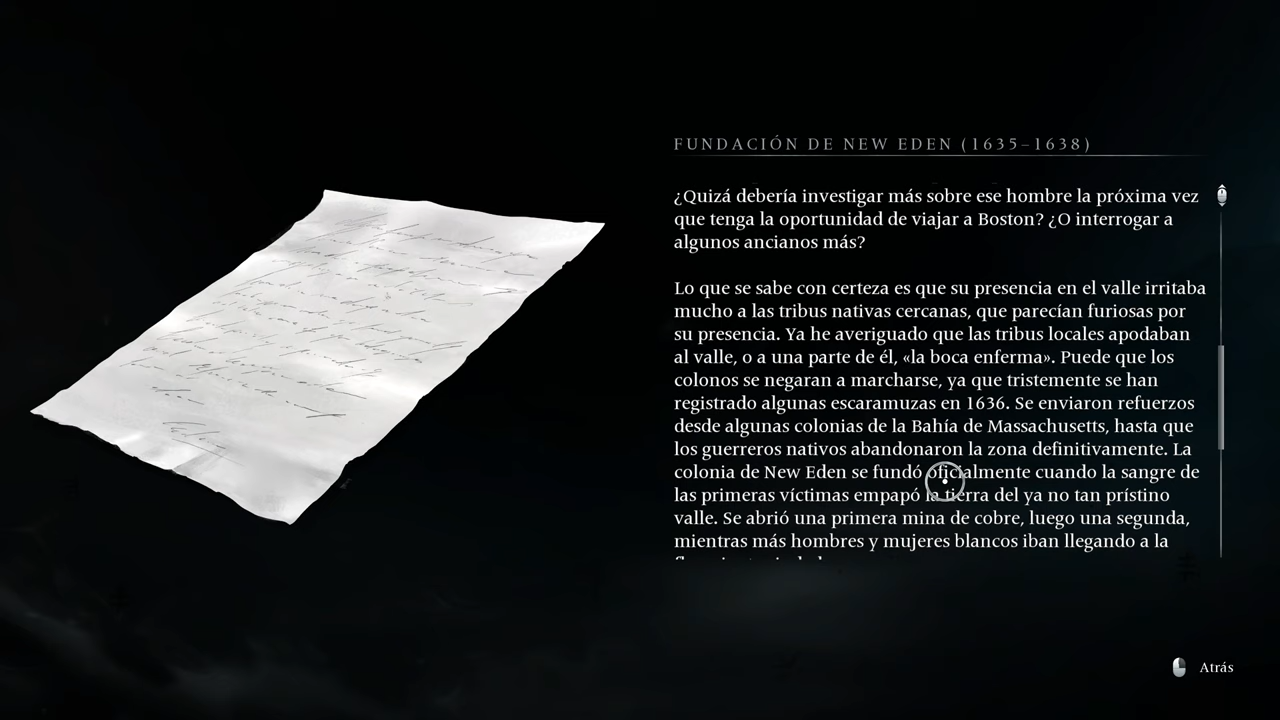 FUNDACIÓN DE NEW EDEN (1635–1638)
¿Quizá debería investigar más sobre ese hombre la próxima vez
que tenga la oportunidad de viajar a Boston? ¿O interrogar a
algunos ancianos más?
Lo que se sabe con certeza es que su presencia en el valle irritaba
mucho a las tribus nativas cercanas, que parecían furiosas por
su presencia. Ya he averiguado que las tribus locales apodaban
al valle, o a una parte de él, «la boca enferma». Puede que los
colonos se negaran a marcharse, ya que tristemente se han
registrado algunas escaramuzas en 1636. Se enviaron refuerzos
desde algunas colonias de la Bahía de Massachusetts, hasta que
los guerreros nativos abandonaron la zona definitivamente. La
colonia de New Eden se fundó oficialmente cuando la sangre de
las primeras víctimas empapó la tierra del ya no tan prístino
valle. Se abrió una primera mina de cobre, luego una segunda,
mientras más hombres y mujeres blancos iban llegando a la
Atrás